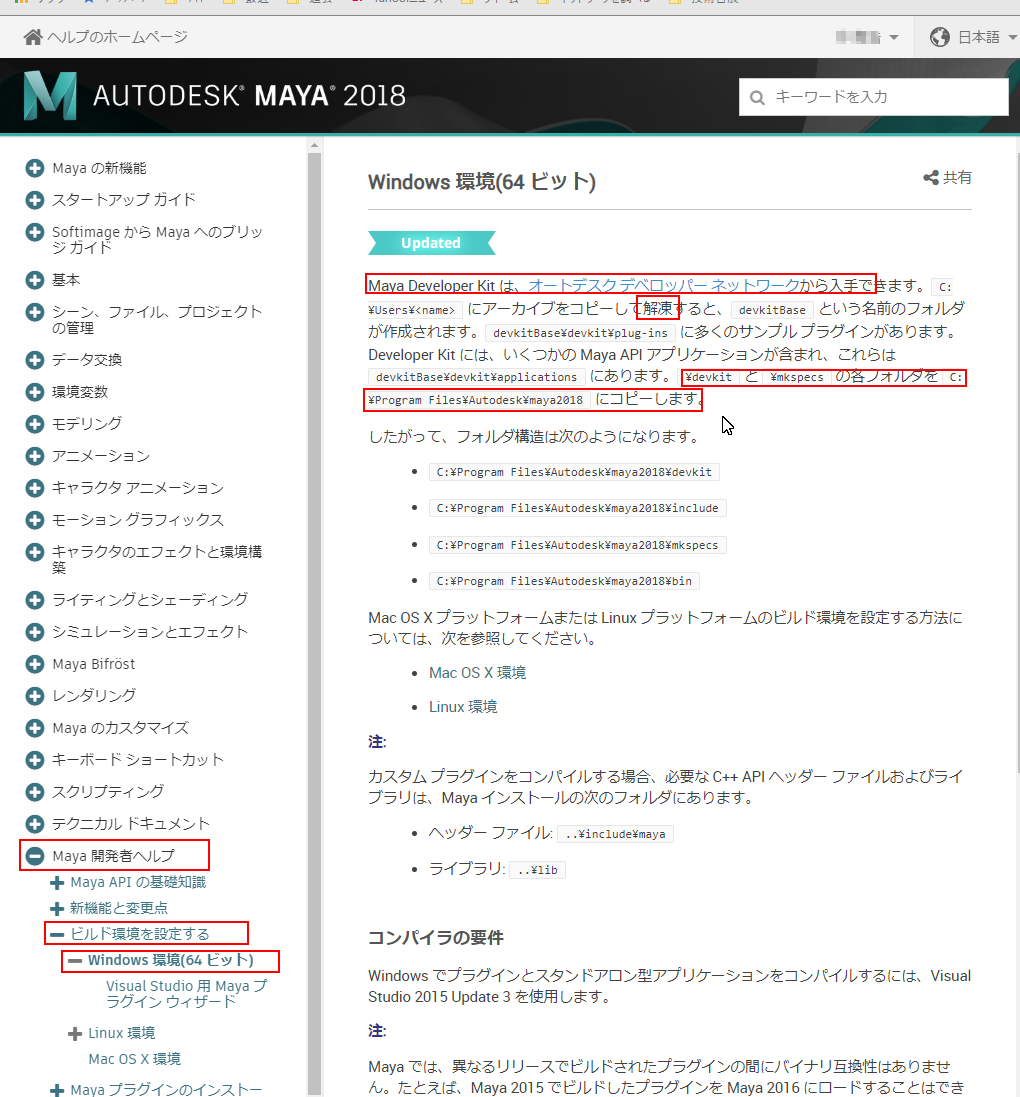 ヘルプのホームページ
日本語
AUTODESK® MAYA® 2018
キーワードを入力
Maya の新機能
スタートアップ ガイド
Softimage から Maya へのブリッ
ジ ガイド
基本
シーン、ファイル、プロジェクト
の管理
データ交換
環境変数
モデリング
アニメーション
キャラクタ アニメーション
モーション グラフィックス
キャラクタのエフェクトと環境構
築
ライティングとシェーディング
シミュレーションとエフェクト
Maya Bifröst
レンダリング
Maya のカスタマイズ
キーボード ショートカット
スクリプティング
テクニカル ドキュメント
Maya 開発者ヘルプ
Maya API の基礎知識
新機能と変更点
ビルド環境を設定する
Windows 環境(64 ビット)
Visual Studio 用 Maya プ
ラグイン ウィザード
Linux 環境
Mac OS X 環境
Maya プラグインのインストー
Windows 環境(64 ビット)
共有
Updated
Maya Developer Kit は、オートデスク デベロッパー ネットワークから入手できます。 C:
¥Users¥<name> にアーカイブをコピーして解凍すると、 devkitBase という名前のフォルダ
が作成されます。 devkitBase¥devkit¥plug-ins に多くのサンプル プラグインがあります。
Developer Kit には、いくつかの Maya API アプリケーションが含まれ、これらは
devkitBase¥devkit¥applications にあります。 ¥devkit と ¥mkspecs の各フォルダを C:
¥Program Files¥Autodesk¥maya2018 にコピーします。
したがって、フォルダ構造は次のようになります。
• C:¥Program Files¥Autodesk¥maya2018¥devkit
• C:¥Program Files¥Autodesk¥maya2018¥include
• C:¥Program Files¥Autodesk¥maya2018¥mkspecs
• C:¥Program Files¥Autodesk¥maya2018¥bin
Mac OS X プラットフォームまたは Linux プラットフォームのビルド環境を設定する方法に
ついては、次を参照してください。
• Mac OS X 環境
• Linux 環境
注:
カスタム プラグインをコンパイルする場合、必要な C++ API ヘッダー ファイルおよびライ
ブラリは、Maya インストールの次のフォルダにあります。
• ヘッダー ファイル: ..¥include¥maya
• ライブラリ: ..¥lib
コンパイラの要件
Windows でプラグインとスタンドアロン型アプリケーションをコンパイルするには、Visual
Studio 2015 Update 3 を使用します。
注:
Maya では、異なるリリースでビルドされたプラグインの間にバイナリ互換性はありませ
ん。たとえば、Maya 2015 でビルドしたプラグインを Maya 2016 にロードすることはでき